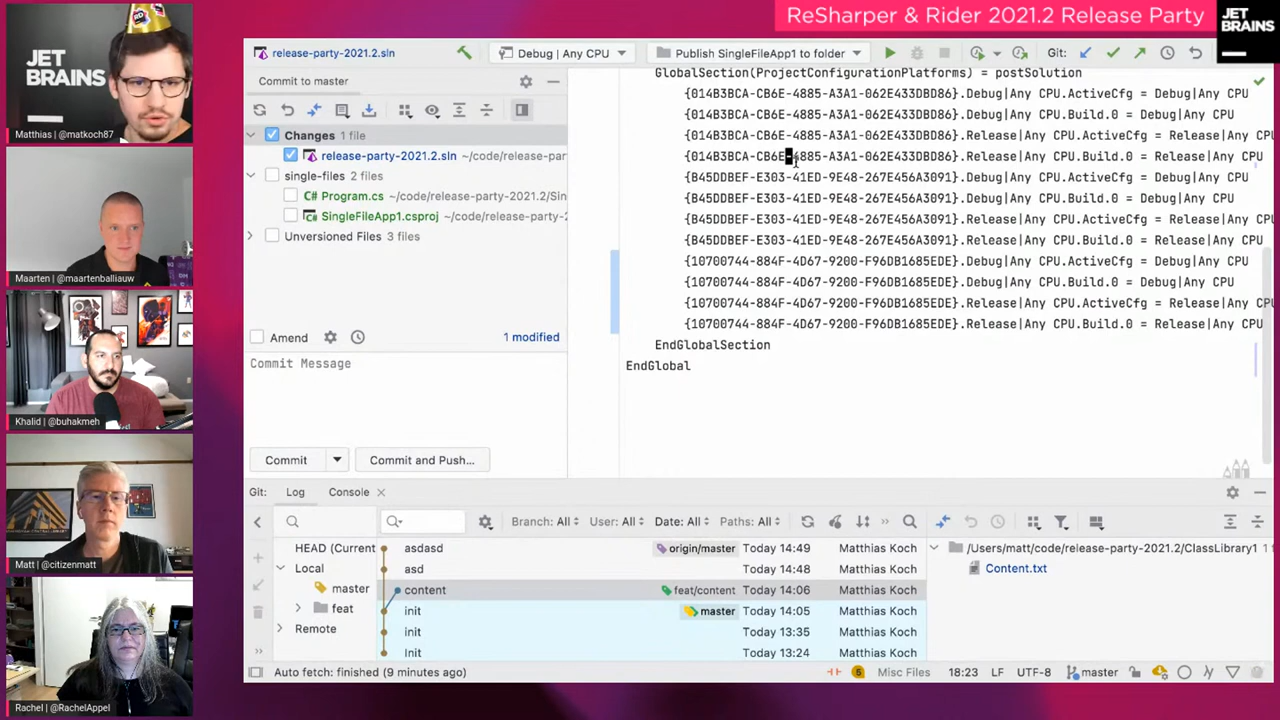 ReSharper & Rider 2021.2 Release Party
JET
BRAINS
JET
BRAINS
Matthias | @matkoch87
Maarten | @maartenballiauw
Khalid | @buhakmeh
Matt | @citizenmatt
Rachel | @RachelAppel
release-party-2021.2.sln
Debug | Any CPU
Publish SingleFileApp1 to folder
Git:
Commit to master
Changes 1 file
release-party-2021.2.sln ~/code/release-par
single-files 2 files
C# Program.cs ~/code/release-party-2021.2/Sin
SingleFileApp1.csproj ~/code/release-party-2
Unversioned Files 3 files
Amend
1 modified
Commit Message
Commit
Commit and Push...
GlobalSection(ProjectConfigurationPlatforms) = postSolution
{014B3BCA-CB6E-4885-A3A1-062E433DBD86}.Debug|Any CPU.ActiveCfg = Debug|Any CPU
{014B3BCA-CB6E-4885-A3A1-062E433DBD86}.Debug|Any CPU.Build.0 = Debug|Any CPU
{014B3BCA-CB6E-4885-A3A1-062E433DBD86}.Release|Any CPU.ActiveCfg = Release|Any CPU
{014B3BCA-CB6E-4885-A3A1-062E433DBD86}.Release|Any CPU.Build.0 = Release|Any CPU
{B45DDBEF-E303-41ED-9E48-267E456A3091}.Debug|Any CPU.ActiveCfg = Debug|Any CPU
{B45DDBEF-E303-41ED-9E48-267E456A3091}.Debug|Any CPU.Build.0 = Debug|Any CPU
{B45DDBEF-E303-41ED-9E48-267E456A3091}.Release|Any CPU.ActiveCfg = Release|Any CPU
{B45DDBEF-E303-41ED-9E48-267E456A3091}.Release|Any CPU.Build.0 = Release|Any CPU
{10700744-884F-4D67-9200-F96DB1685EDE}.Debug|Any CPU.ActiveCfg = Debug|Any CPU
{10700744-884F-4D67-9200-F96DB1685EDE}.Debug|Any CPU.Build.0 = Debug|Any CPU
{10700744-884F-4D67-9200-F96DB1685EDE}.Release|Any CPU.ActiveCfg = Release|Any CPU
{10700744-884F-4D67-9200-F96DB1685EDE}.Release|Any CPU.Build.0 = Release|Any CPU
EndGlobalSection
EndGlobal
Git: Log Console
Branch: All User: All Date: All Paths: All
HEAD (Current
Local
master
feat
Remote
asdasd origin/master Today 14:49 Matthias Koch
asd Today 14:48 Matthias Koch
content feat/content Today 14:06 Matthias Koch
init master Today 14:05 Matthias Koch
init Today 13:35 Matthias Koch
Init Today 13:24 Matthias Koch
/Users/matt/code/release-party-2021.2/ClassLibrary1
Content.txt
Auto fetch: finished (9 minutes ago)
6 Misc Files 18:23 LF UTF-8 master